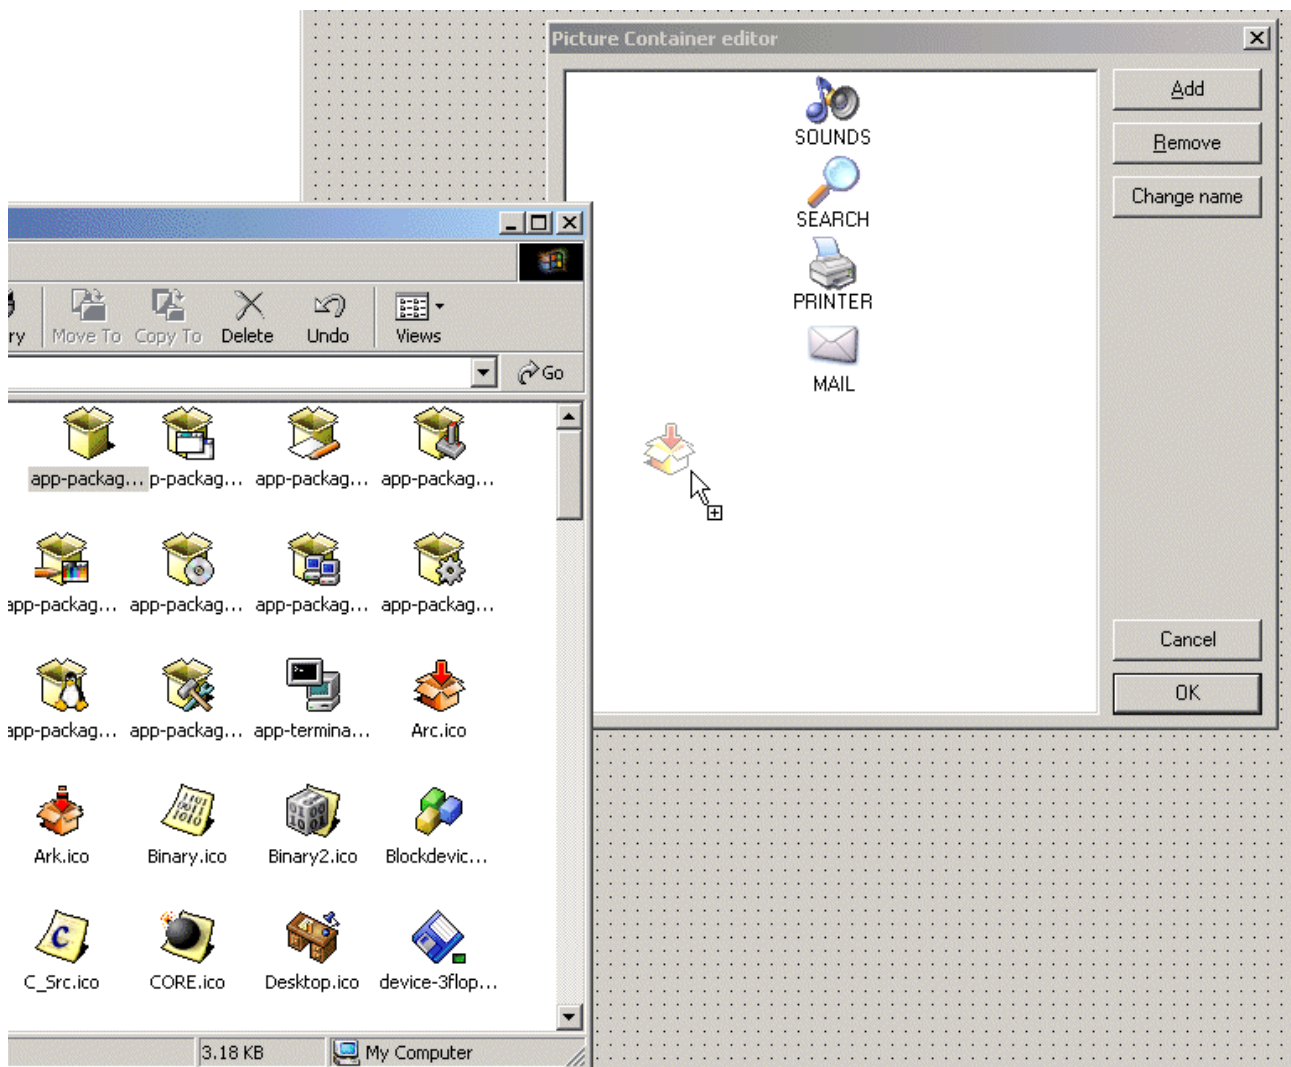 Picture Container editor
Add
Remove
Change name
SOUNDS
SEARCH
PRINTER
MAIL
Cancel
OK
ry Move To Copy To Delete Undo Views
Go
app-packag... p-packag... app-packag... app-packag...
app-packag... app-packag... app-packag... app-packag...
app-packag... app-packag... app-termina... Arc.ico
Ark.ico Binary.ico Binary2.ico Blockdevic...
C_Src.ico CORE.ico Desktop.ico device-3flop...
3.18 KB My Computer